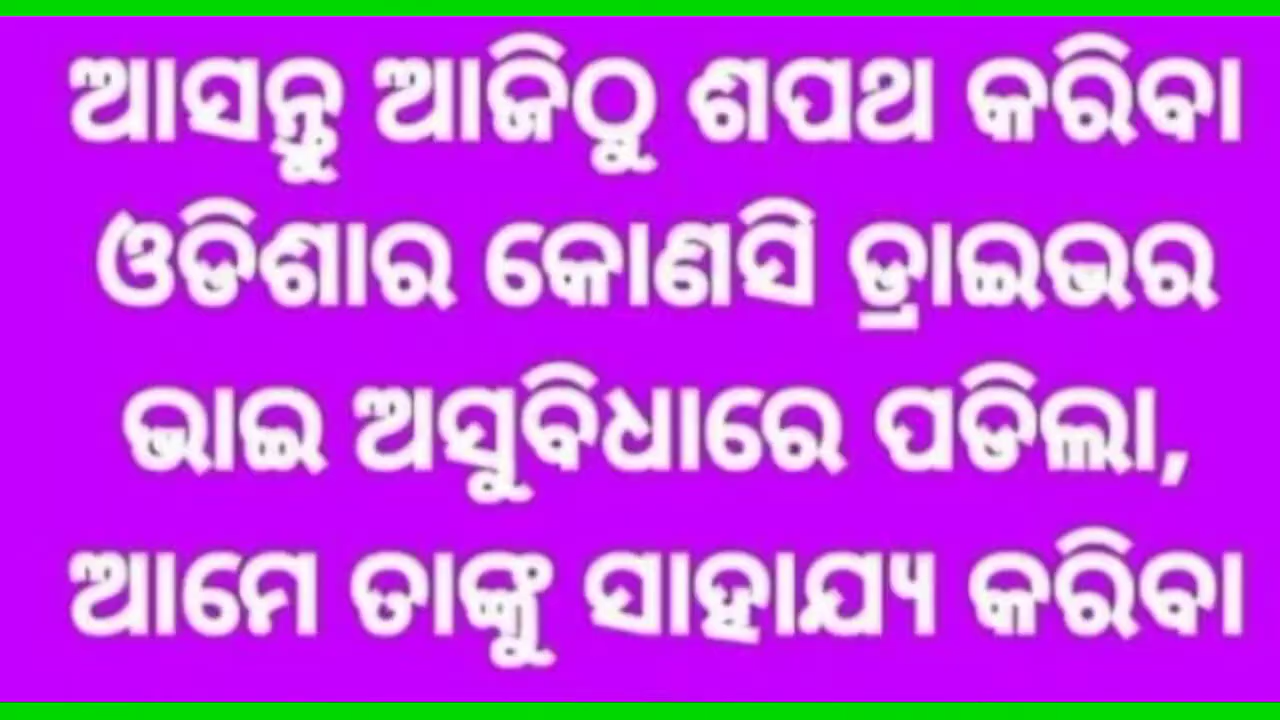 ଆସନ୍ତୁ ଆଜିଠୁ ଶପଥ କରିବା
ଓଡିଶାର କୋଣସି ଡ୍ରାଇଭର
ଭାଇ ଅସୁବିଧାରେ ପଡିଲା,
ଆମେ ତାଙ୍କୁ ସାହାଯ୍ୟ କରିବା